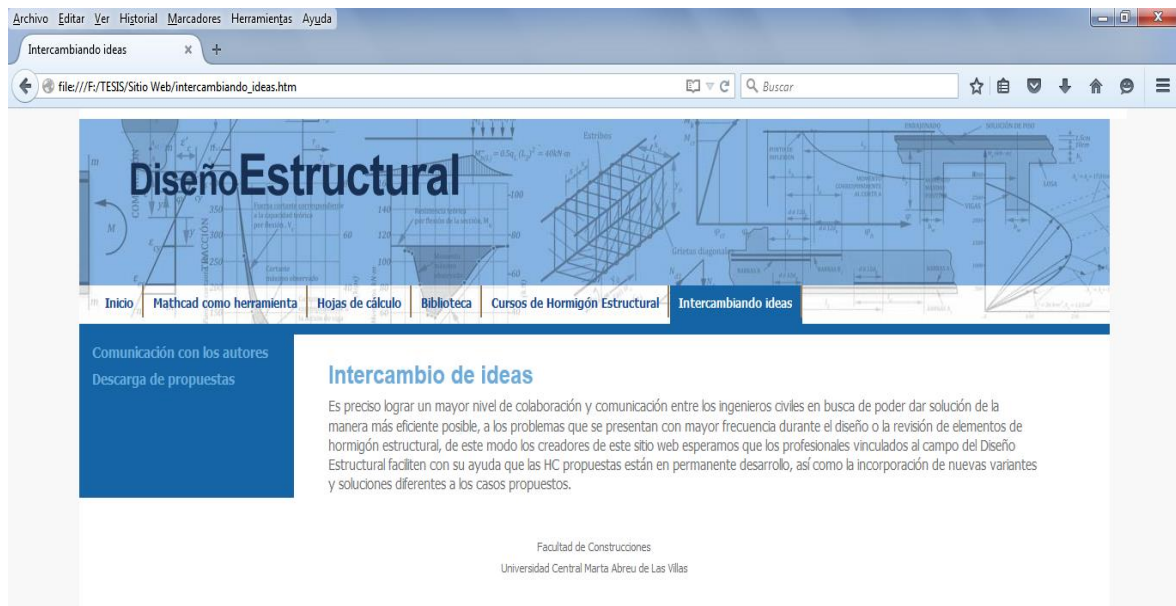 Archivo Editar Ver Historial Marcadores Herramientas Ayuda
Intercambiando ideas
file:///F:/TESIS/Sitio Web/intercambiando_ideas.htm
Buscar
DiseñoEstructural
Estribos
Grietas diagonales
Inicio
Mathcad como herramienta
Hojas de cálculo
Biblioteca
Cursos de Hormigón Estructural
Intercambiando ideas
Comunicación con los autores
Descarga de propuestas
Intercambio de ideas
Es preciso lograr un mayor nivel de colaboración y comunicación entre los ingenieros civiles en busca de poder dar solución de la
manera más eficiente posible, a los problemas que se presentan con mayor frecuencia durante el diseño o la revisión de elementos de
hormigón estructural, de este modo los creadores de este sitio web esperamos que los profesionales vinculados al campo del Diseño
Estructural faciliten con su ayuda que las HC propuestas están en permanente desarrollo, así como la incorporación de nuevas variantes
y soluciones diferentes a los casos propuestos.
Facultad de Construcciones
Universidad Central Marta Abreu de Las Villas